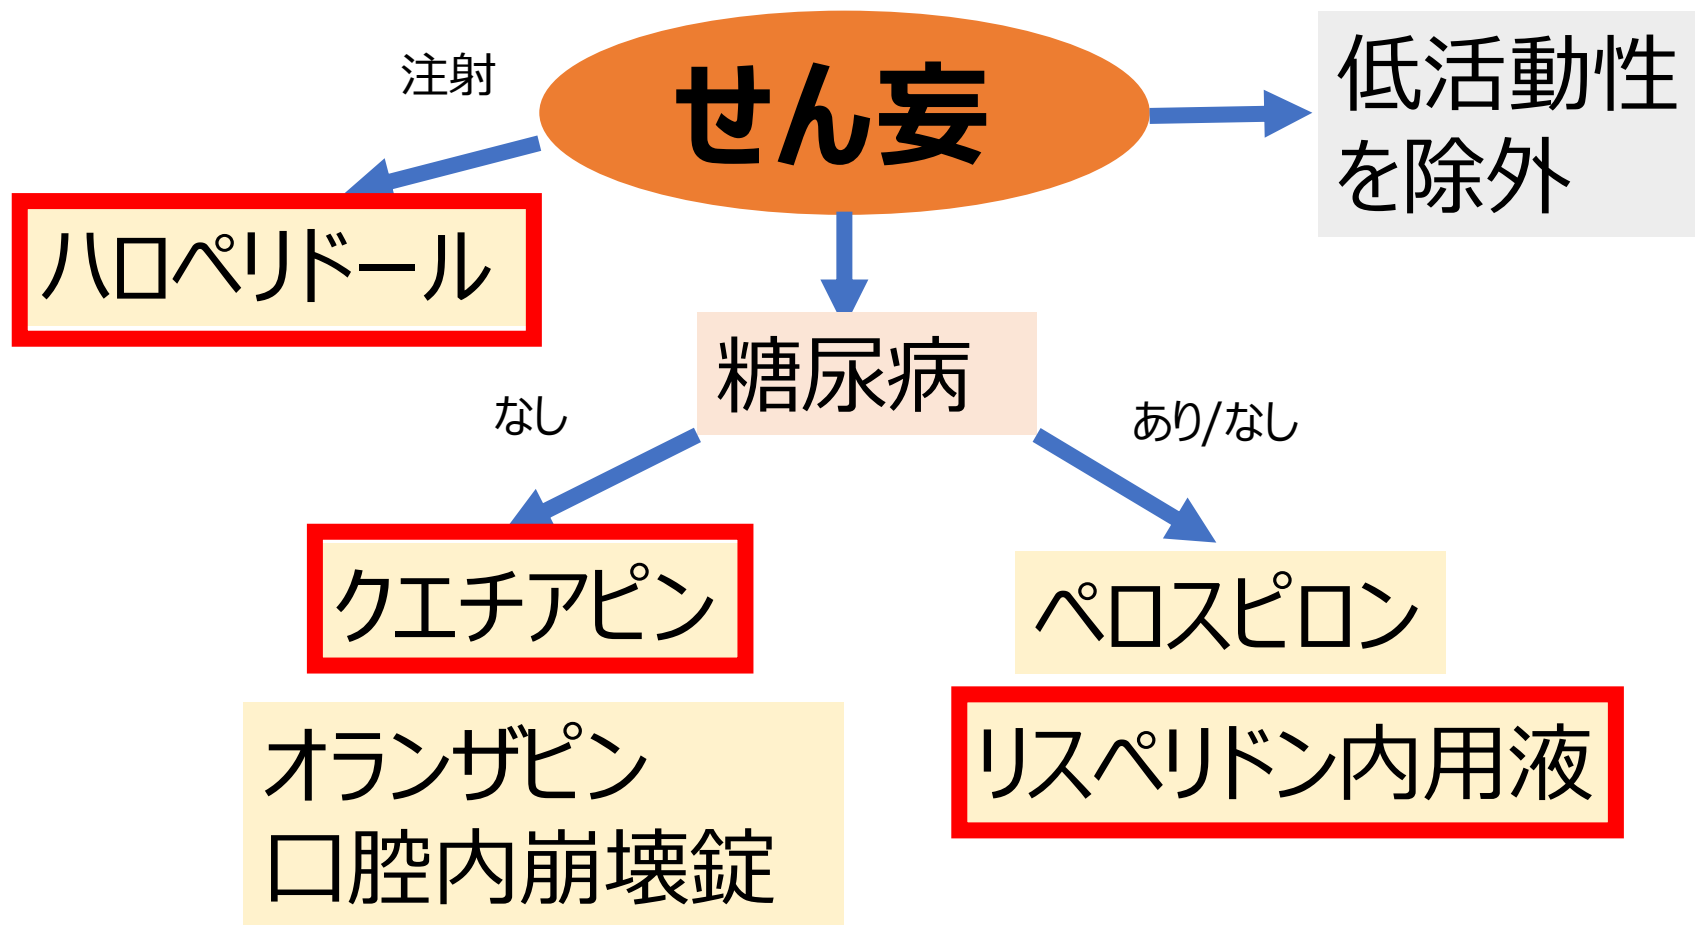 注射
せん妄
低活動性
を除外
ハロペリドール
糖尿病
なし
あり/なし
クエチアピン
ペロスピロン
オランザピン
口腔内崩壊錠
リスペリドン内用液